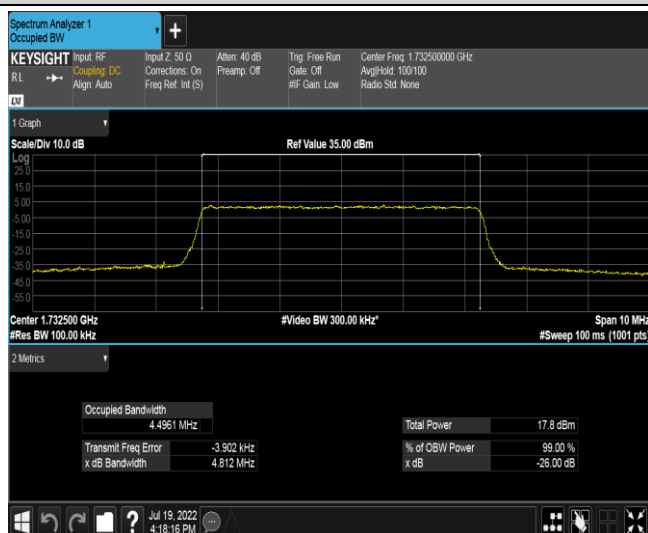 Spectrum Analyzer 1
Occupied BW
+
KEYSIGHT Input: RF Input Z: 50 Ω Atten: 40 dB Trig: Free Run Center Freq: 1.732500000 GHz
RL Coupling: DC Corrections: On Preamp: Off Gate: Off Avg|Hold: 100/100
Align: Auto Freq Ref: Int (S) #IF Gain: Low Radio Std: None
LXI
1 Graph
Scale/Div 10.0 dB Ref Value 35.00 dBm
Log
25.0
15.0
5.00
-5.00
-15.0
-25.0
-35.0
-45.0
-55.0
Center 1.732500 GHz #Video BW 300.00 kHz* Span 10 MHz
#Res BW 100.00 kHz #Sweep 100 ms (1001 pts)
2 Metrics
Occupied Bandwidth
4.4961 MHz Total Power 17.8 dBm
Transmit Freq Error -3.902 kHz % of OBW Power 99.00 %
x dB Bandwidth 4.812 MHz x dB -26.00 dB
? Jul 19, 2022
4:18:16 PM